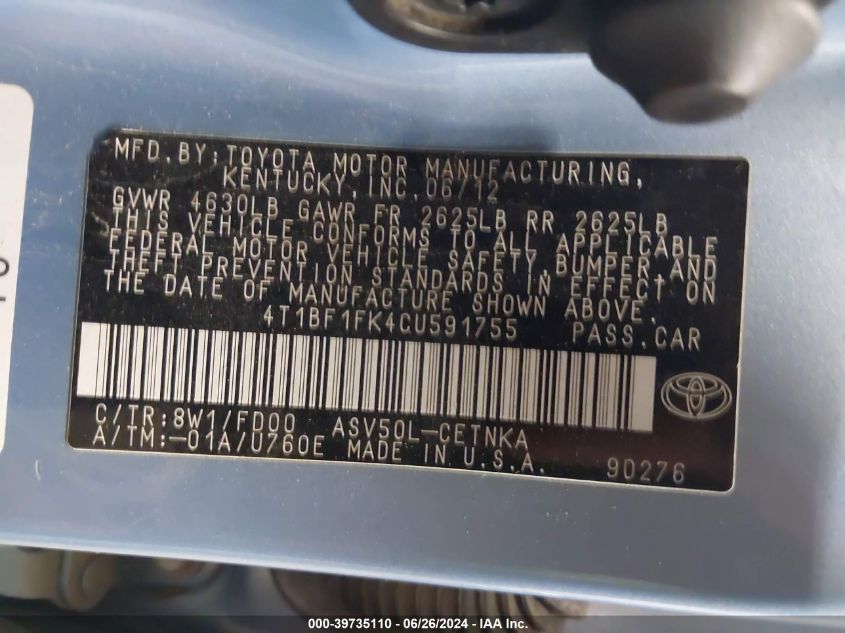 MFD. BY: TOYOTA MOTOR MANUFACTURING,
KENTUCKY, INC. 06/12
GVWR 4630LB GAWR FR 2625LB RR 2625LB
THIS VEHICLE CONFORMS TO ALL APPLICABLE
FEDERAL MOTOR VEHICLE SAFETY, BUMPER, AND
THEFT PREVENTION STANDARDS IN EFFECT ON
THE DATE OF MANUFACTURE SHOWN ABOVE.
4T1BF1FK4CU591755 PASS. CAR
C/TR: 8W1/FD00 ASV50L-CETNKA
A/TM:-01A/U760E MADE IN U.S.A. 90276
000-39735110 - 06/26/2024 - IAA Inc.